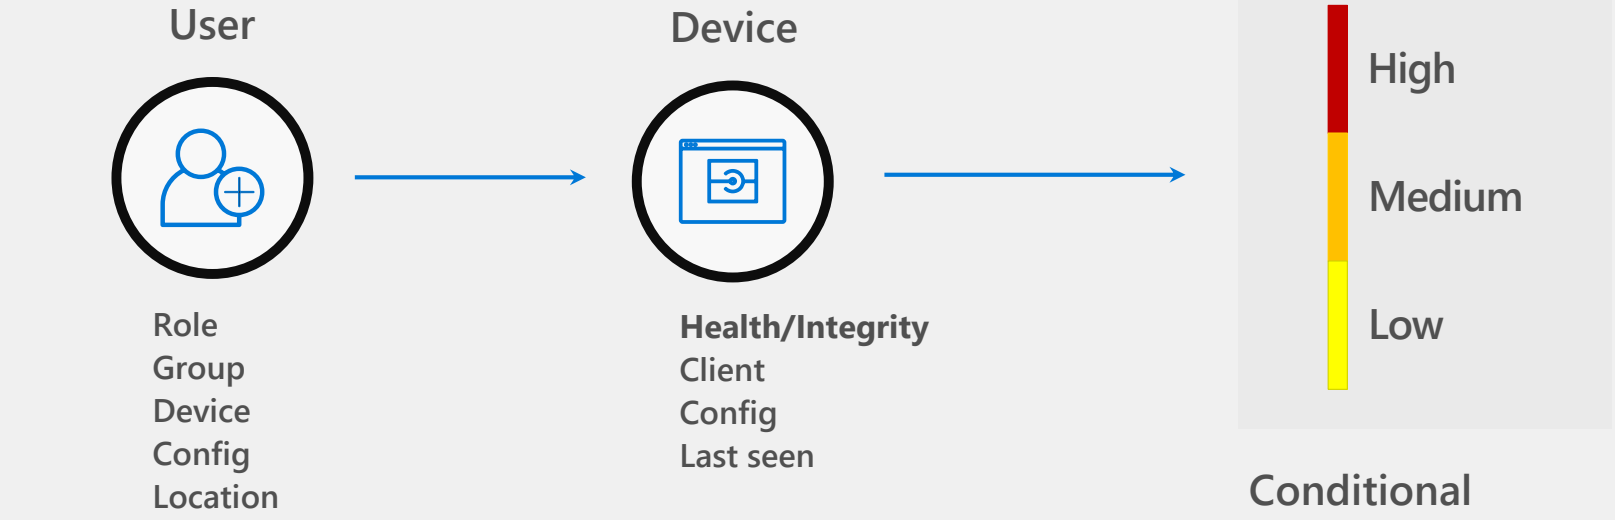 User
Role
Group
Device
Config
Location
Device
Health/Integrity
Client
Config
Last seen
High
Medium
Low
Conditional